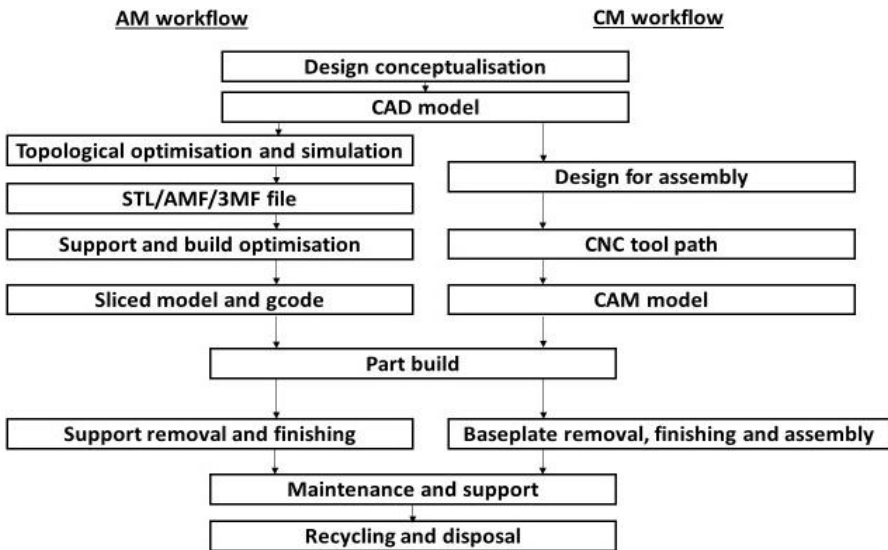 AM workflow
CM workflow
Design conceptualisation
CAD model
Topological optimisation and simulation
Design for assembly
STL/AMF/3MF file
Support and build optimisation
CNC tool path
Sliced model and gcode
CAM model
Part build
Support removal and finishing
Baseplate removal, finishing and assembly
Maintenance and support
Recycling and disposal